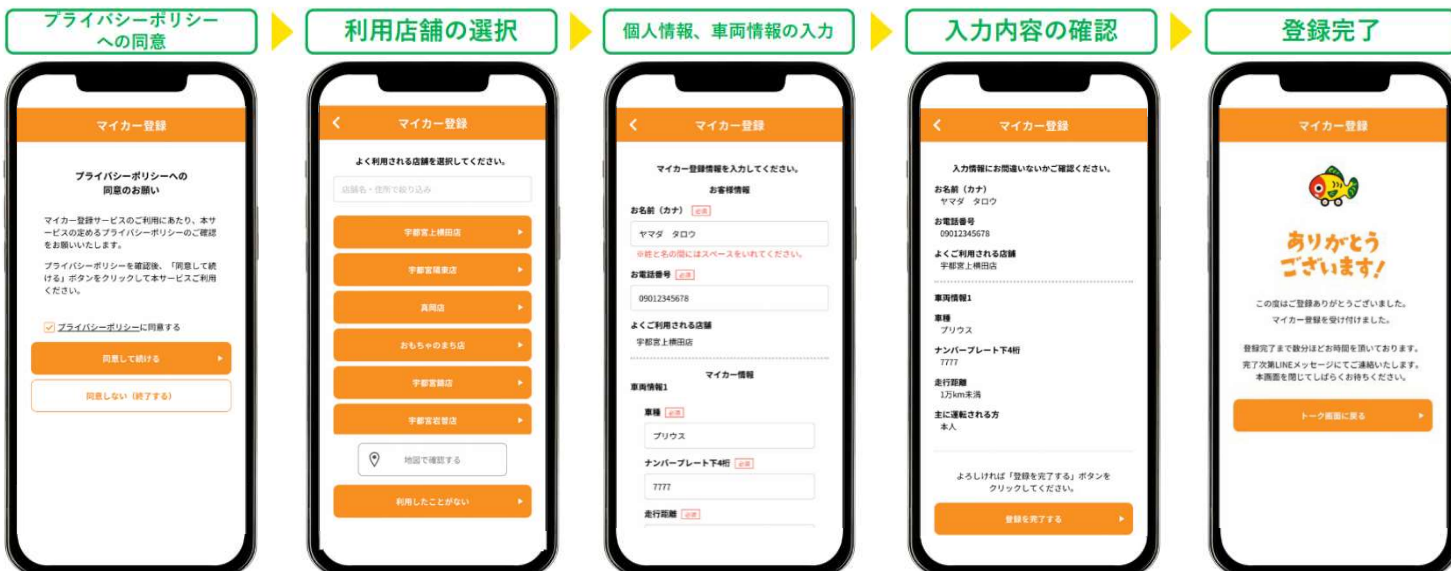 プライバシーポリシー
への同意
利用店舗の選択
個人情報、車両情報の入力
入力内容の確認
登録完了
マイカー登録
プライバシーポリシーへの
同意のお願い
マイカー登録サービスのご利用にあたり、本サ
ービスの定めるプライバシーポリシーのご確認
をお願いいたします。
プライバシーポリシーを確認後、「同意して続
ける」ボタンをクリックして本サービスご利用
ください。
プライバシーポリシーに同意する
同意して続ける
同意しない（終了する）
マイカー登録
よく利用される店舗を選択してください。
店舗名・住所で絞り込み
宇都宮上横田店
宇都宮陽東店
真岡店
おもちゃのまち店
宇都宮鶴店
宇都宮岩曽店
地図で確認する
利用したことがない
マイカー登録
マイカー登録情報を入力してください。
お客様情報
お名前（カナ） 必須
ヤマダ タロウ
※姓と名の間にはスペースをいれてください。
お電話番号 必須
09012345678
よくご利用される店舗
宇都宮上横田店
マイカー情報
車両情報1
車種 必須
プリウス
ナンバープレート下4桁 必須
7777
走行距離 必須
マイカー登録
入力情報にお間違いないかご確認ください。
お名前（カナ）
ヤマダ タロウ
お電話番号
09012345678
よくご利用される店舗
宇都宮上横田店
車両情報1
車種
プリウス
ナンバープレート下4桁
7777
走行距離
1万km未満
主に運転される方
本人
よろしければ「登録を完了する」ボタンを
クリックしてください。
登録を完了する
マイカー登録
ありがとう
ございます!
この度はご登録ありがとうございました。
マイカー登録を受け付けました。
登録完了まで数分ほどお時間を頂いております。
完了次第LINEメッセージにてご連絡いたします。
本画面を閉じてしばらくお待ちください。
トーク画面に戻る